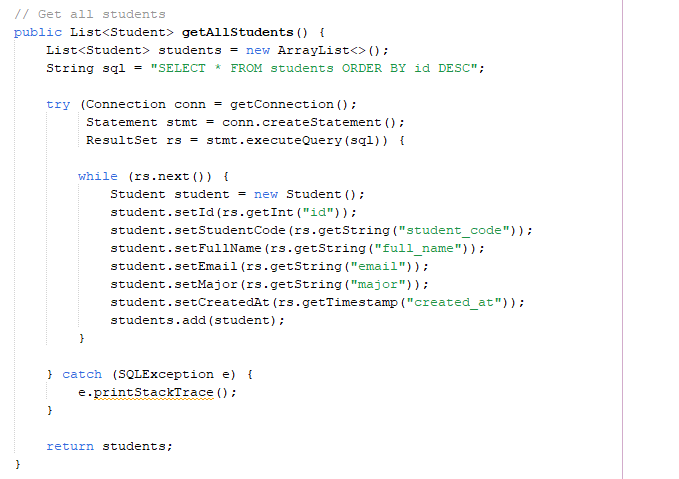 // Get all students
public List<Student> getAllStudents() {
    List<Student> students = new ArrayList<>();
    String sql = "SELECT * FROM students ORDER BY id DESC";

    try (Connection conn = getConnection();
         Statement stmt = conn.createStatement();
         ResultSet rs = stmt.executeQuery(sql)) {

        while (rs.next()) {
            Student student = new Student();
            student.setId(rs.getInt("id"));
            student.setStudentCode(rs.getString("student_code"));
            student.setFullName(rs.getString("full_name"));
            student.setEmail(rs.getString("email"));
            student.setMajor(rs.getString("major"));
            student.setCreatedAt(rs.getTimestamp("created_at"));
            students.add(student);
        }

    } catch (SQLException e) {
        e.printStackTrace();
    }

    return students;
}